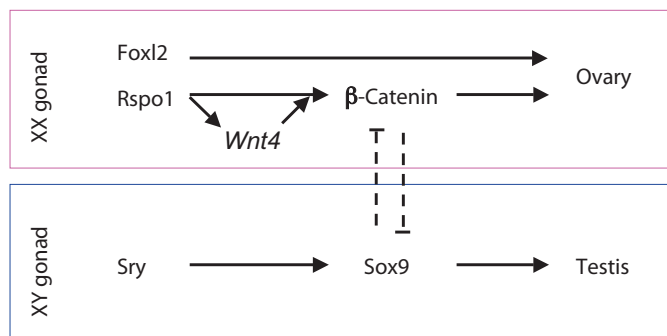 XX gonad
Foxl2
Rspo1
Wnt4
β-Catenin
Ovary
XY gonad
Sry
Sox9
Testis